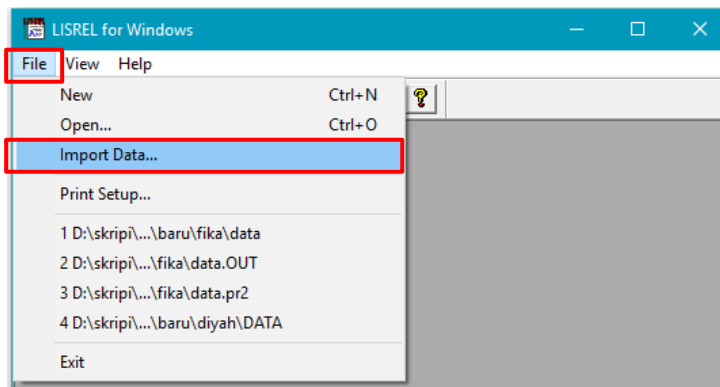 LISREL for Windows
File View Help
New Ctrl+N
Open... Ctrl+O
Import Data...
Print Setup...
1 D:\skripi\...\baru\fika\data
2 D:\skripi\...\fika\data.OUT
3 D:\skripi\...\fika\data.pr2
4 D:\skripi\...\baru\diyah\DATA
Exit